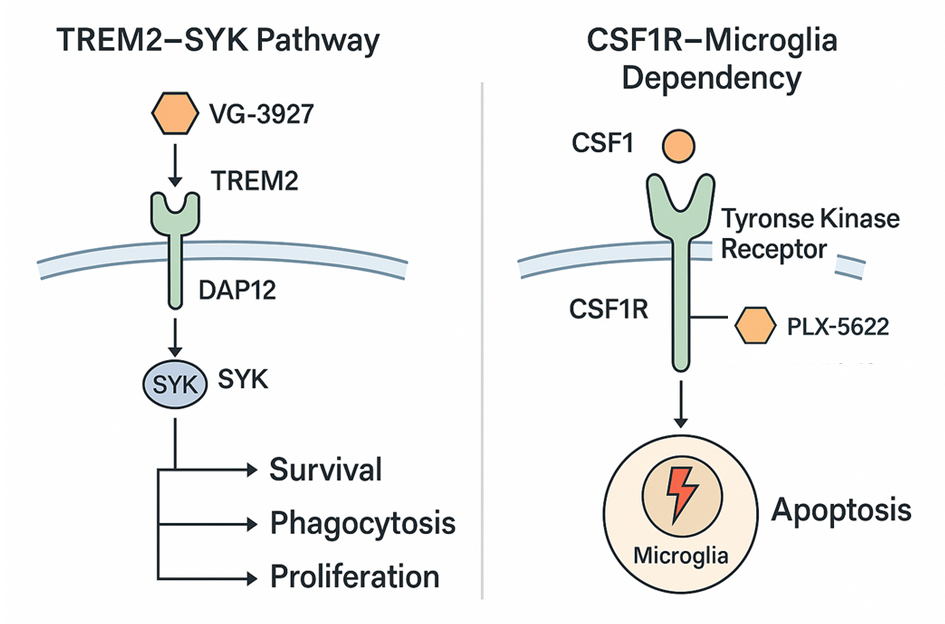 TREM2–SYK Pathway
VG-3927
TREM2
DAP12
SYK
SYK
Survival
Phagocytosis
Proliferation
CSF1R–Microglia
Dependency
CSF1
Tyronse Kinase
Receptor
CSF1R
PLX-5622
Microglia
Apoptosis